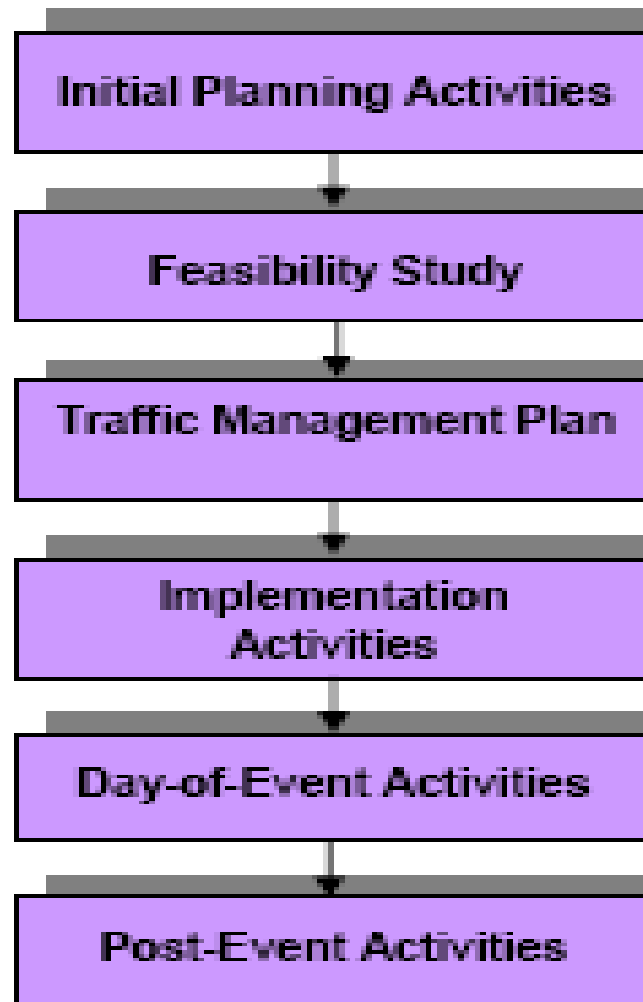 Initial Planning Activities
Feasibility Study
Traffic Management Plan
Implementation
Activities
Day-of-Event Activities
Post-Event Activities